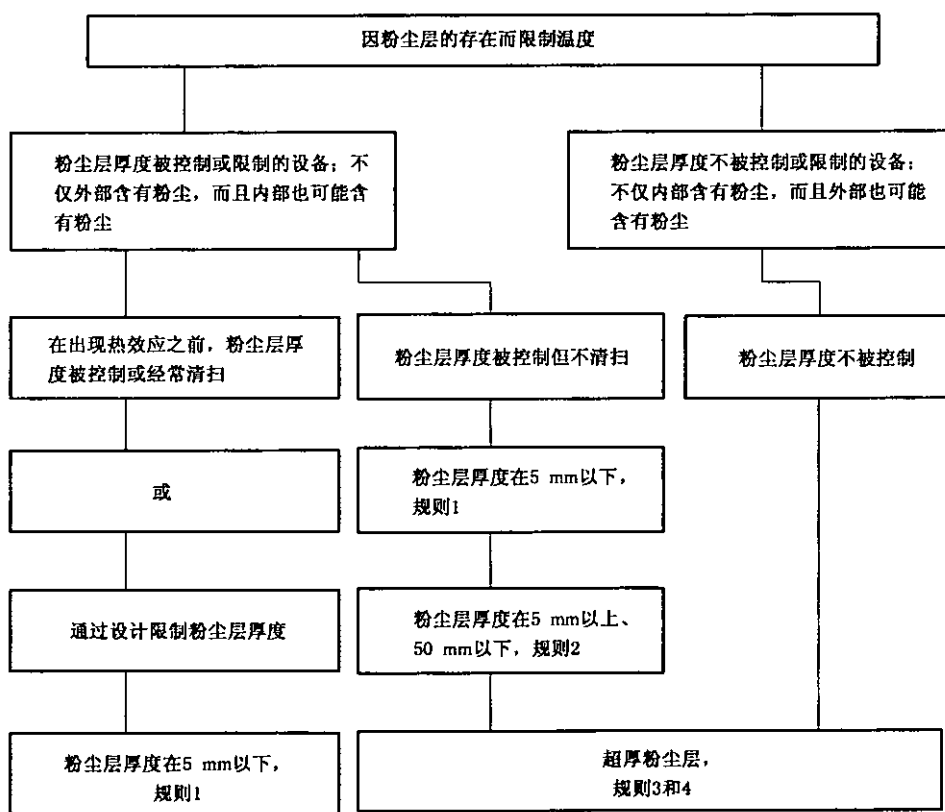 因粉尘层的存在而限制温度
粉尘层厚度被控制或限制的设备；不
仅外部含有粉尘，而且内部也可能含
有粉尘
粉尘层厚度不被控制或限制的设备；
不仅内部含有粉尘，而且外部也可能
含有粉尘
在出现热效应之前，粉尘层厚
度被控制或经常清扫
粉尘层厚度被控制但不清扫
粉尘层厚度不被控制
或
粉尘层厚度在5 mm以下，
规则1
通过设计限制粉尘层厚度
粉尘层厚度在5 mm以上、
50 mm以下，规则2
粉尘层厚度在5 mm以下，
规则1
超厚粉尘层，
规则3和4